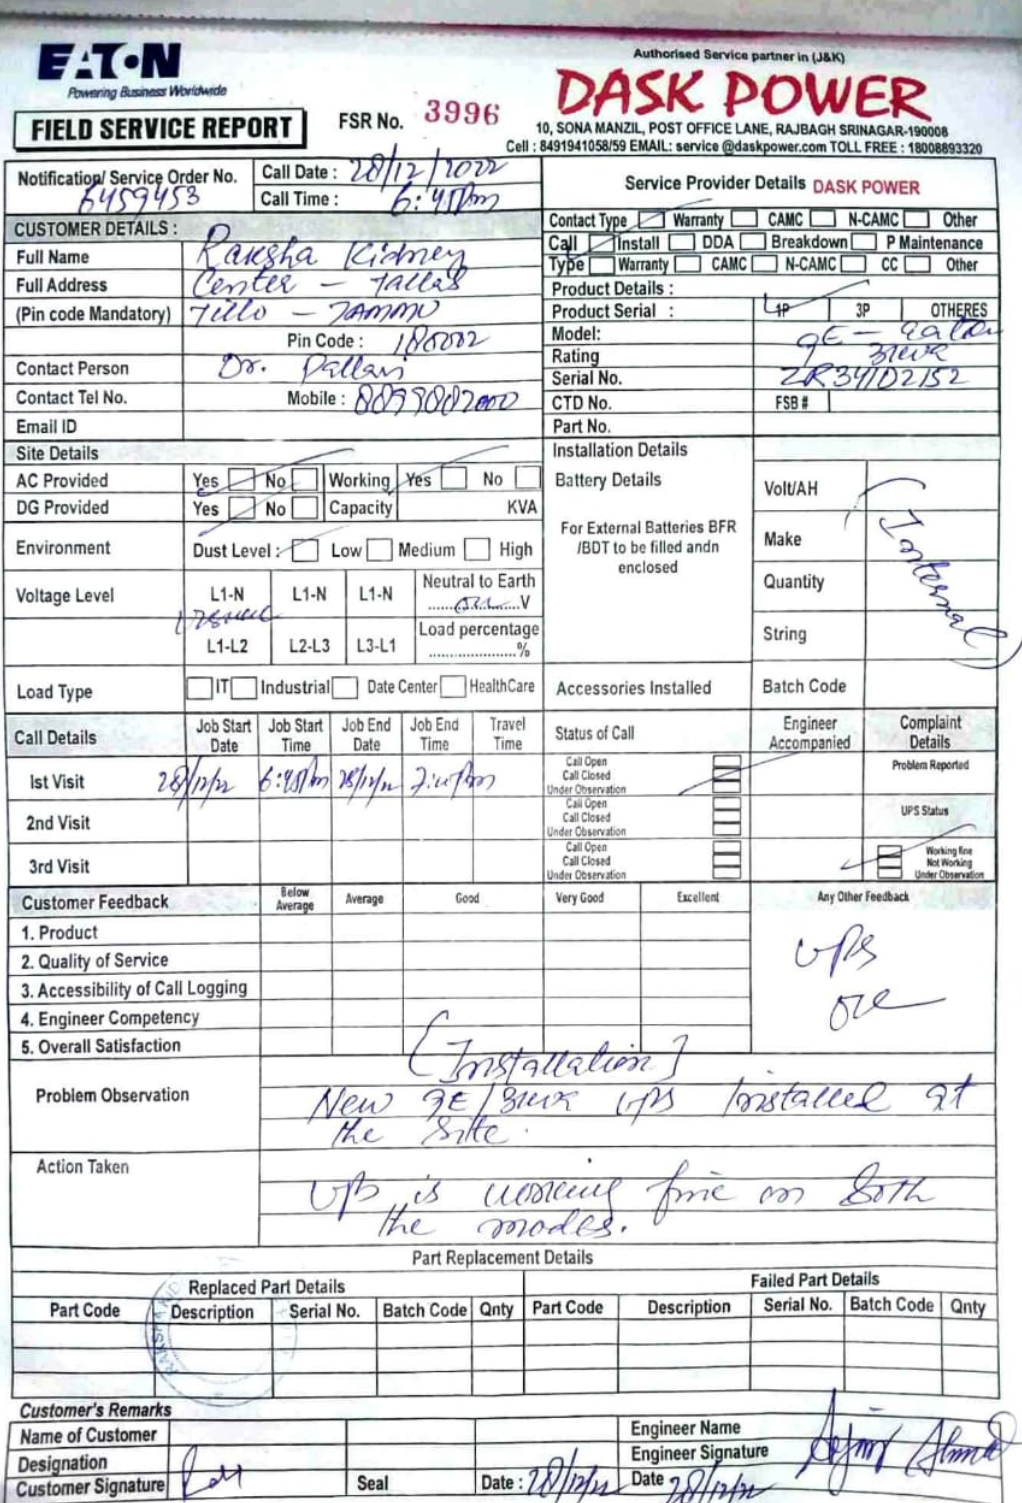 EATON
Powering Business Worldwide
FIELD SERVICE REPORT
FSR No. 3996
Authorised Service partner in (J&K)
DASK POWER
10, SONA MANZIL, POST OFFICE LANE, RAJBAGH SRINAGAR-190008
Cell : 8491941058/59 EMAIL: service @daskpower.com TOLL FREE : 18008893320
Notification/ Service Order No. 6459453
Call Date : 28/12/2022
Call Time : 6:45pm
Service Provider Details DASK POWER
CUSTOMER DETAILS :
Contact Type Warranty CAMC N-CAMC Other
Call Install DDA Breakdown P Maintenance
Type Warranty CAMC N-CAMC CC Other
Full Name Raksha Kidney
Full Address Center - Tallab
(Pin code Mandatory) Tillo - JAMMU
Pin Code : 180002
Contact Person Dr. Pallavi
Contact Tel No. Mobile :
Email ID
Product Details :
Product Serial : 1P 3P OTHERES
Model: 9E - Eaton
Rating 3kva
Serial No.
CTD No. FSB #
Part No.
Site Details
AC Provided Yes No Working Yes No
DG Provided Yes No Capacity KVA
Environment Dust Level : Low Medium High
Voltage Level L1-N L1-N L1-N Neutral to Earth
..........V
L1-L2 L2-L3 L3-L1 Load percentage
....................%
Load Type IT Industrial Date Center HealthCare
Installation Details
Battery Details
For External Batteries BFR
/BDT to be filled andn
enclosed
Volt/AH
Make
Quantity
String
(Internal)
Accessories Installed Batch Code
Call Details Job Start Date Job Start Time Job End Date Job End Time Travel Time Status of Call Engineer Accompanied Complaint Details
1st Visit 28/12/22 6:45pm 28/12/22 Call Open Call Closed Under Observation Problem Reported
2nd Visit Call Open Call Closed Under Observation UPS Status
3rd Visit Call Open Call Closed Under Observation Working fine Not Working Under Observation
Customer Feedback Below Average Average Good Very Good Excellent Any Other Feedback
1. Product
2. Quality of Service
3. Accessibility of Call Logging
4. Engineer Competency
5. Overall Satisfaction
UPS
[Installation]
Problem Observation New 9E/3kva UPS Installed at
the Site.
Action Taken
UPS is working fine on both
the modes.
Part Replacement Details
Replaced Part Details Failed Part Details
Part Code Description Serial No. Batch Code Qnty Part Code Description Serial No. Batch Code Qnty
Customer's Remarks
Name of Customer
Designation
Customer Signature Seal Date : 28/12/22
Engineer Name
Engineer Signature
Date 28/12/22